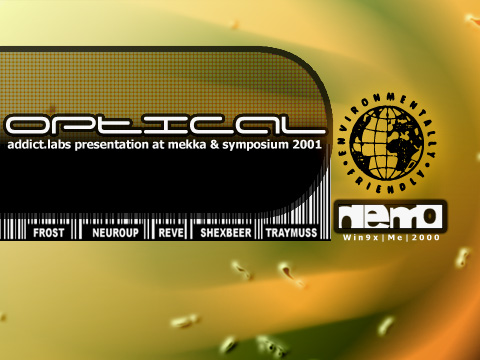 OPTICAL
addict.labs presentation at mekka & symposium 2001
ENVIRONMENTALLY
FRIENDLY
demo
Win9x|Me|2000
FROST NEUROUP REVE SHEXBEER TRAYMUSS